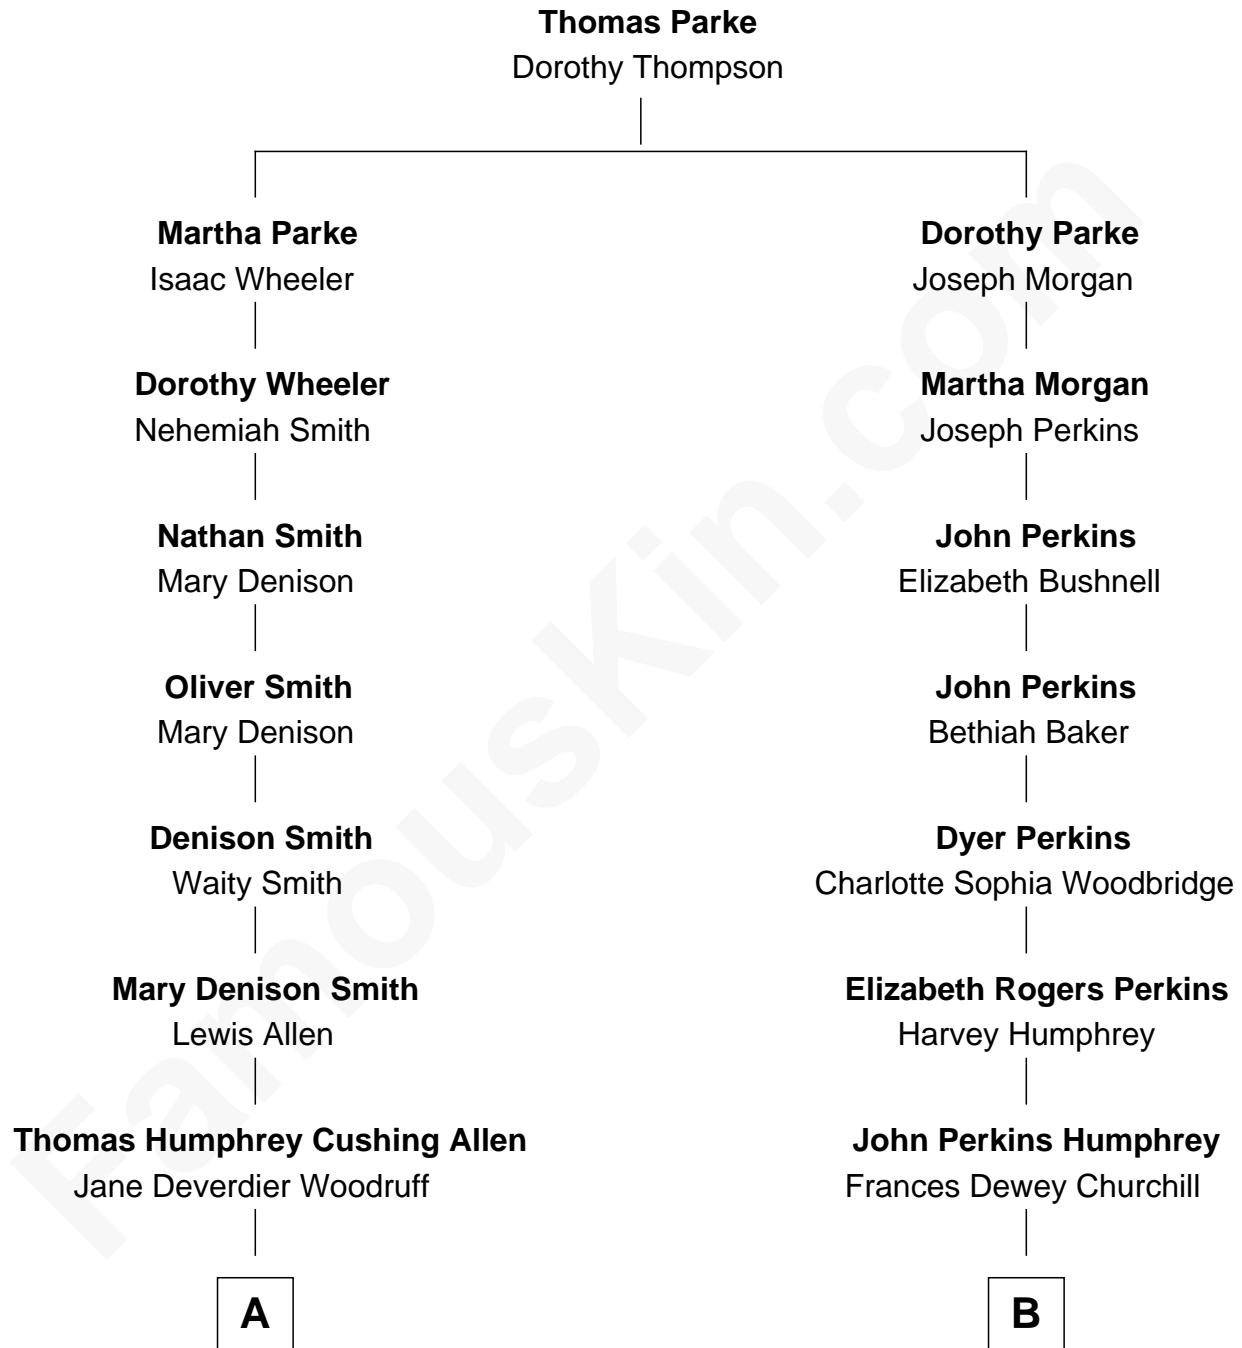 Thomas Parke
Dorothy Thompson
Martha Parke
Isaac Wheeler
Dorothy Wheeler
Nehemiah Smith
Nathan Smith
Mary Denison
Oliver Smith
Mary Denison
Denison Smith
Waity Smith
Mary Denison Smith
Lewis Allen
Thomas Humphrey Cushing Allen
Jane Deverdier Woodruff
A
Dorothy Parke
Joseph Morgan
Martha Morgan
Joseph Perkins
John Perkins
Elizabeth Bushnell
John Perkins
Bethiah Baker
Dyer Perkins
Charlotte Sophia Woodbridge
Elizabeth Rogers Perkins
Harvey Humphrey
John Perkins Humphrey
Frances Dewey Churchill
B
FamousKin.com